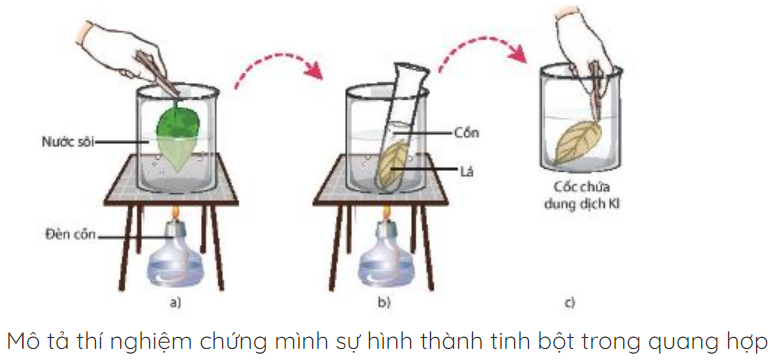 Nước sôi
Đèn cồn
a)
Cồn
Lá
b)
Cốc chứa
dung dịch KI
c)
Mô tả thí nghiệm chứng mình sự hình thành tinh bột trong quang hợp